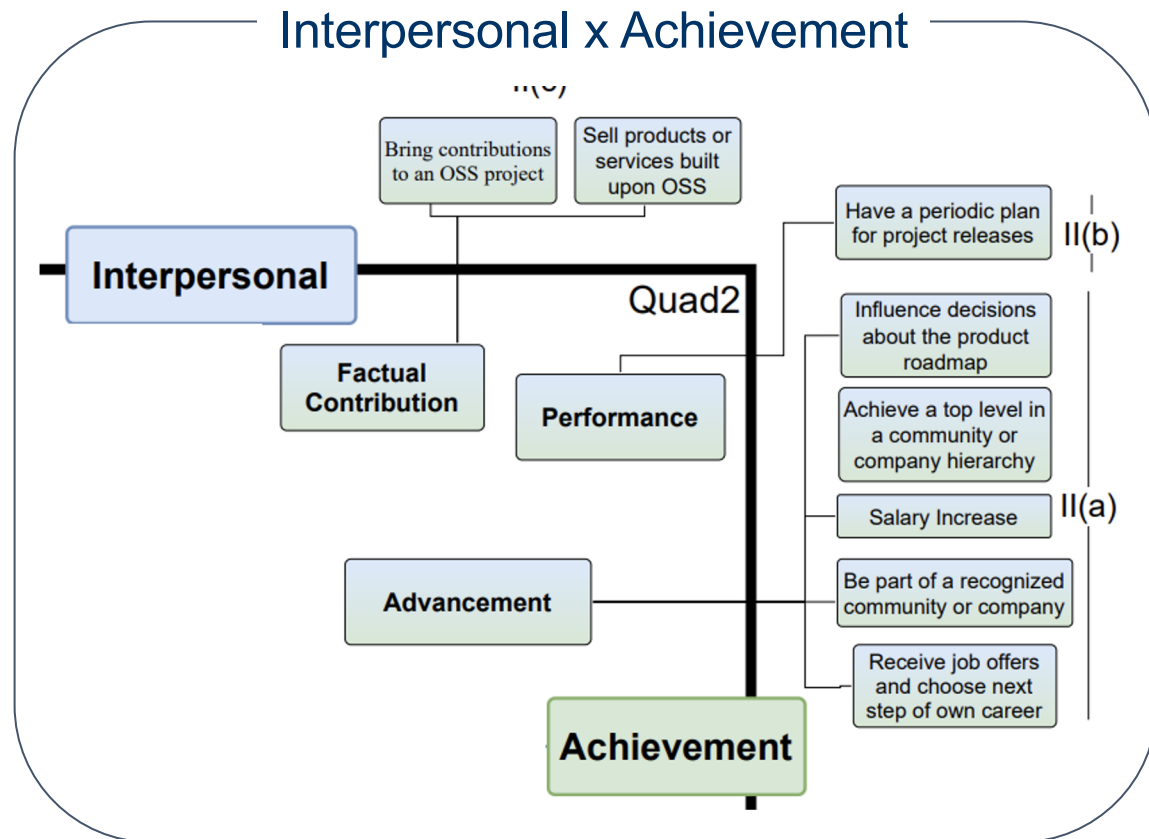 Interpersonal x Achievement
Bring contributions
to an OSS project
Sell products or
services built
upon OSS
Have a periodic plan
for project releases
II(b)
Interpersonal
Quad2
Influence decisions
about the product
roadmap
Factual
Contribution
Performance
Achieve a top level in
a community or
company hierarchy
Salary Increase
II(a)
Advancement
Be part of a recognized
community or company
Receive job offers
and choose next
step of own career
Achievement